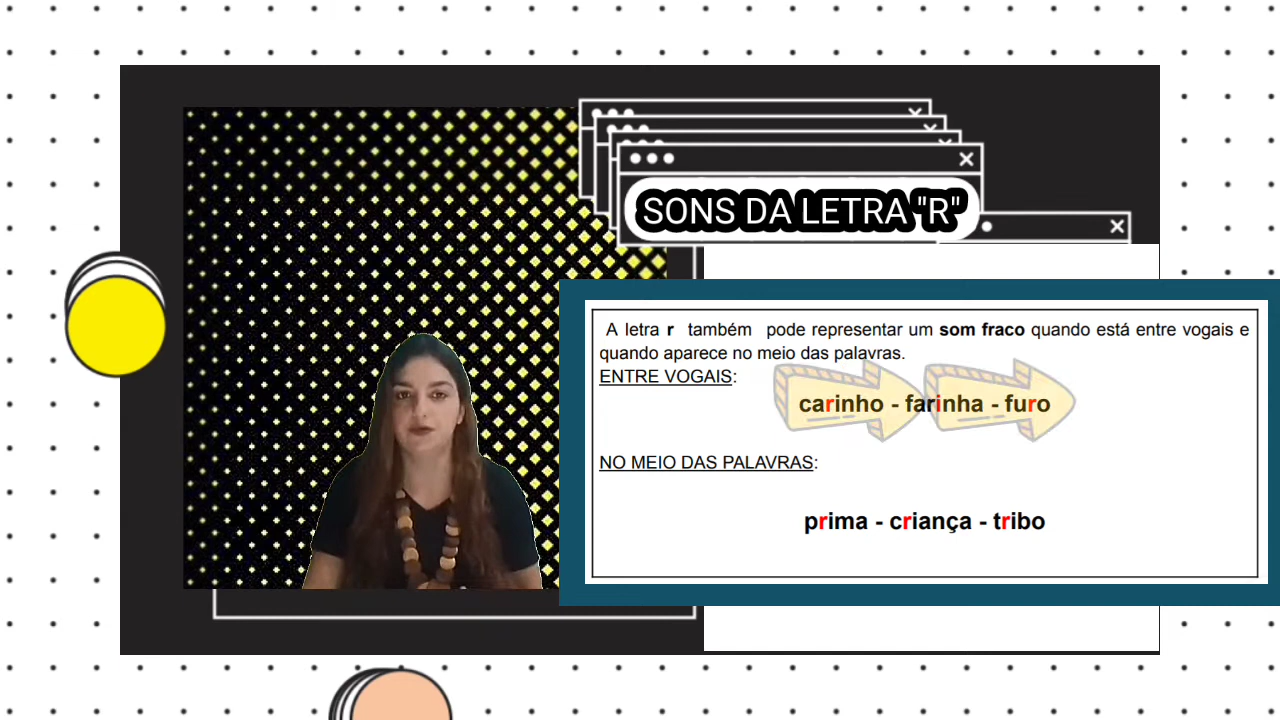 SONS DA LETRA "R"
A letra r também pode representar um som fraco quando está entre vogais e
quando aparece no meio das palavras.
ENTRE VOGAIS:
carinho - farinha - furo
NO MEIO DAS PALAVRAS:
prima - criança - tribo